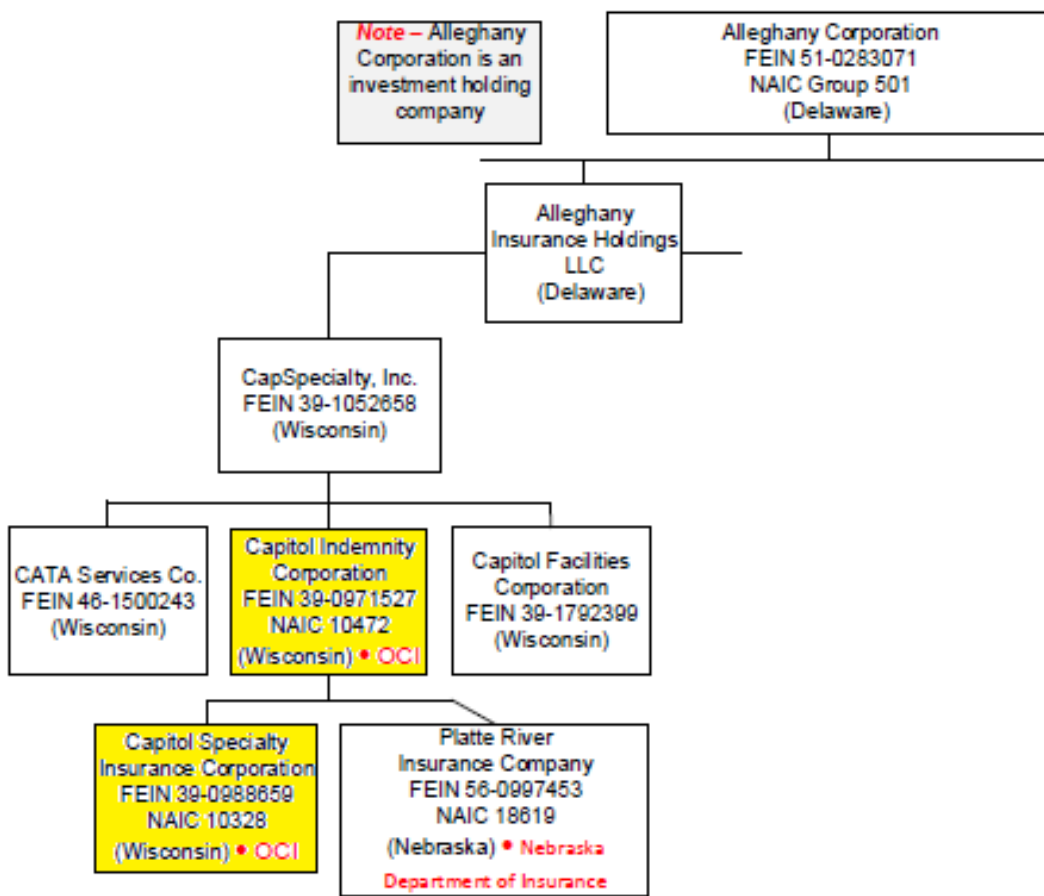 Note – Alleghany
Corporation is an
investment holding
company
Alleghany Corporation
FEIN 51-0283071
NAIC Group 501
(Delaware)
Alleghany
Insurance Holdings
LLC
(Delaware)
CapSpecialty, Inc.
FEIN 39-1052658
(Wisconsin)
CATA Services Co.
FEIN 46-1500243
(Wisconsin)
Capitol Indemnity
Corporation
FEIN 39-0971527
NAIC 10472
(Wisconsin) • OCI
Capitol Facilities
Corporation
FEIN 39-1792399
(Wisconsin)
Capitol Specialty
Insurance Corporation
FEIN 39-0988659
NAIC 10328
(Wisconsin) • OCI
Platte River
Insurance Company
FEIN 56-0997453
NAIC 18619
(Nebraska) • Nebraska
Department of Insurance